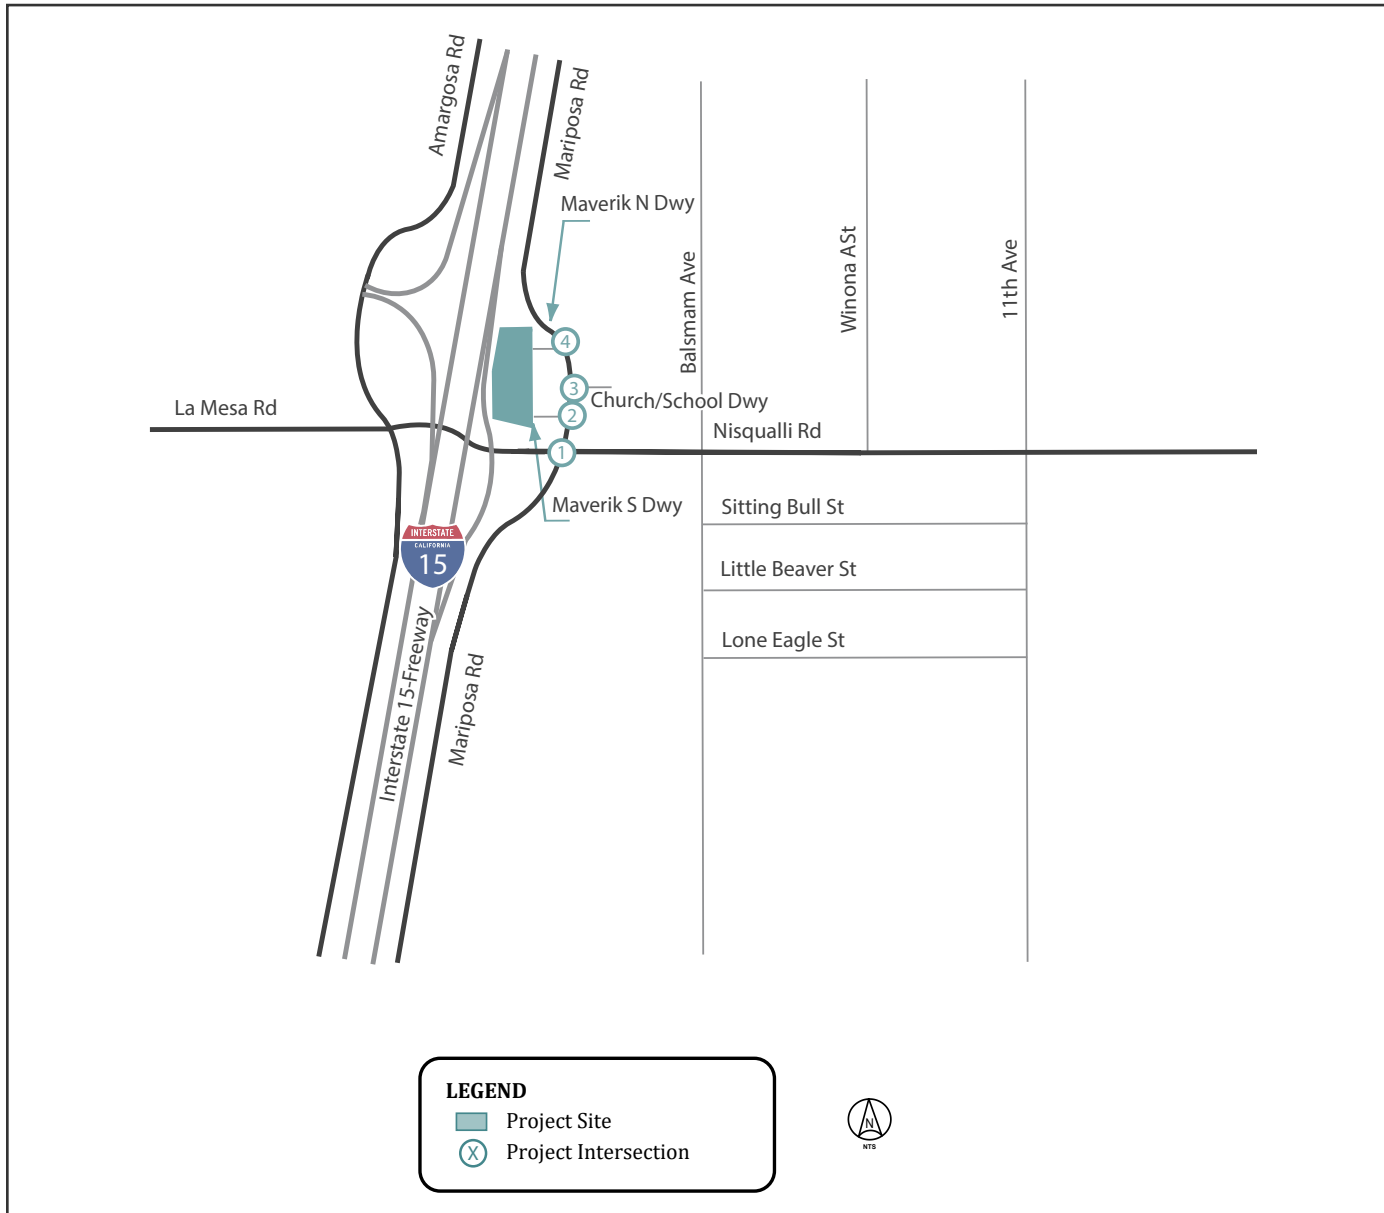 Amargosa Rd
Mariposa Rd
Maverik N Dwy
Balsmam Ave
Winona ASt
11th Ave
4
3
Church/School Dwy
2
La Mesa Rd
Nisqualli Rd
1
Maverik S Dwy
Sitting Bull St
INTERSTATE
CALIFORNIA
15
Little Beaver St
Lone Eagle St
Interstate 15-Freeway
Mariposa Rd
LEGEND
Project Site
X Project Intersection
N
NTS